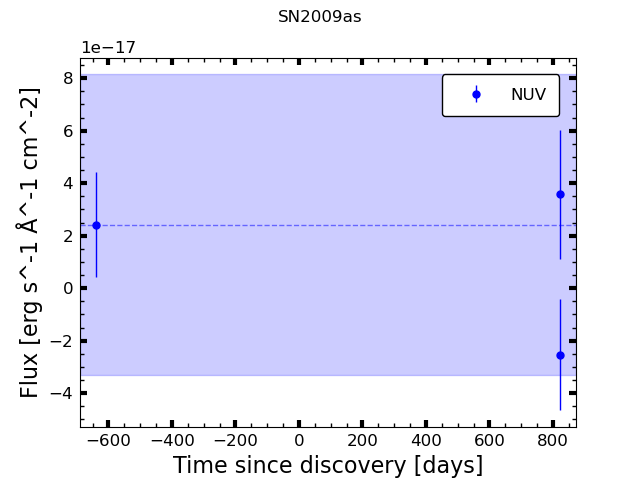 SN2009as
1e−17
NUV
8
6
4
2
0
−2
−4
Flux [erg s^-1 Å^-1 cm^-2]
−600 −400 −200 0 200 400 600 800
Time since discovery [days]